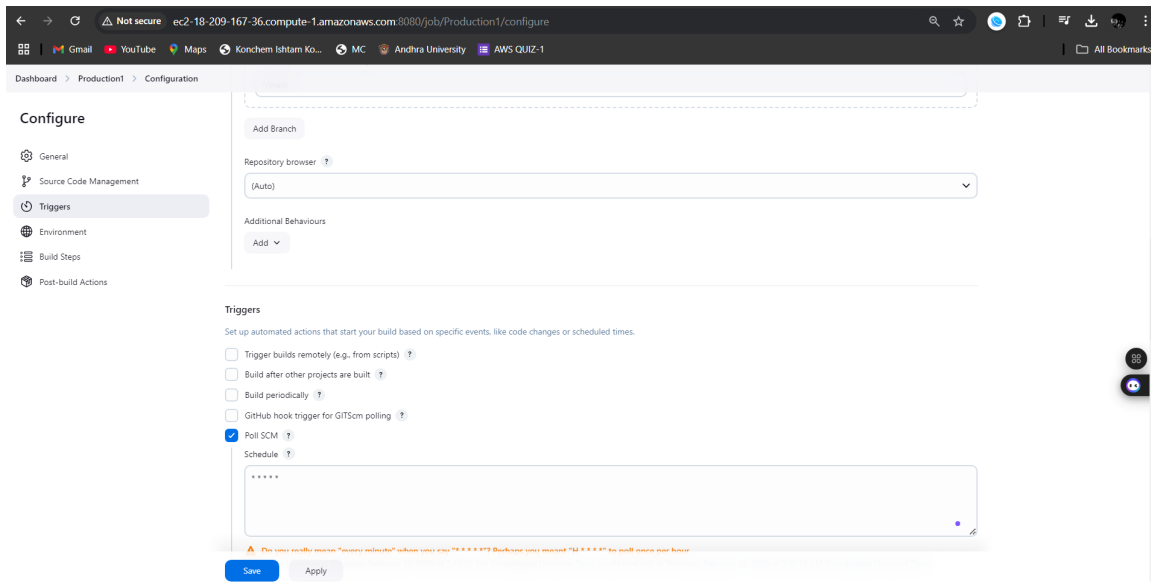 Not secure ec2-18-209-167-36.compute-1.amazonaws.com:8080/job/Production1/configure
Gmail YouTube Maps Konchem Ishtam Ko... MC Andhra University AWS QUIZ-1 All Bookmarks
Dashboard > Production1 > Configuration
Configure
General
Source Code Management
Triggers
Environment
Build Steps
Post-build Actions
Add Branch
Repository browser ?
(Auto)
Additional Behaviours
Add
Triggers
Set up automated actions that start your build based on specific events, like code changes or scheduled times.
Trigger builds remotely (e.g., from scripts) ?
Build after other projects are built ?
Build periodically ?
GitHub hook trigger for GITScm polling ?
Poll SCM ?
Schedule ?
* * * * *
Do you really mean "every minute" when you say "* * * * *"? Perhaps you meant "H * * * *" to poll once per hour
Save Apply